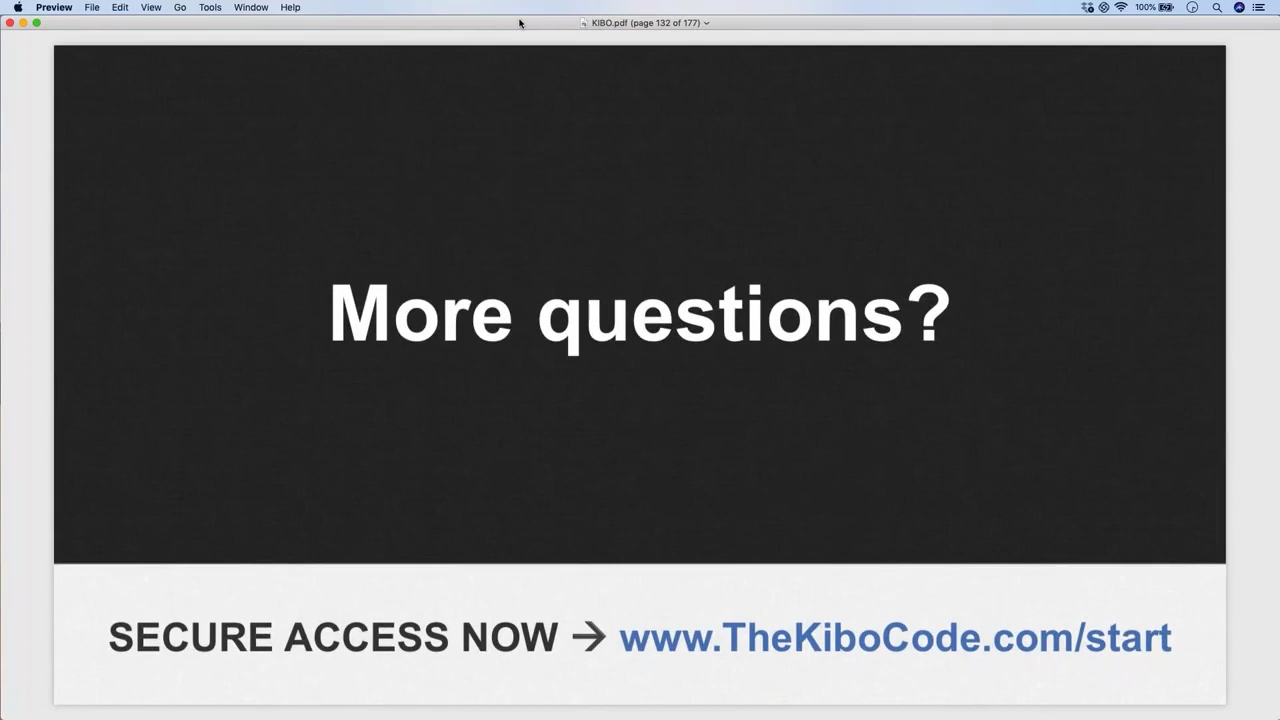 Preview File Edit View Go Tools Window Help 100%
KIBO.pdf (page 132 of 177)
More questions?
SECURE ACCESS NOW → www.TheKiboCode.com/start